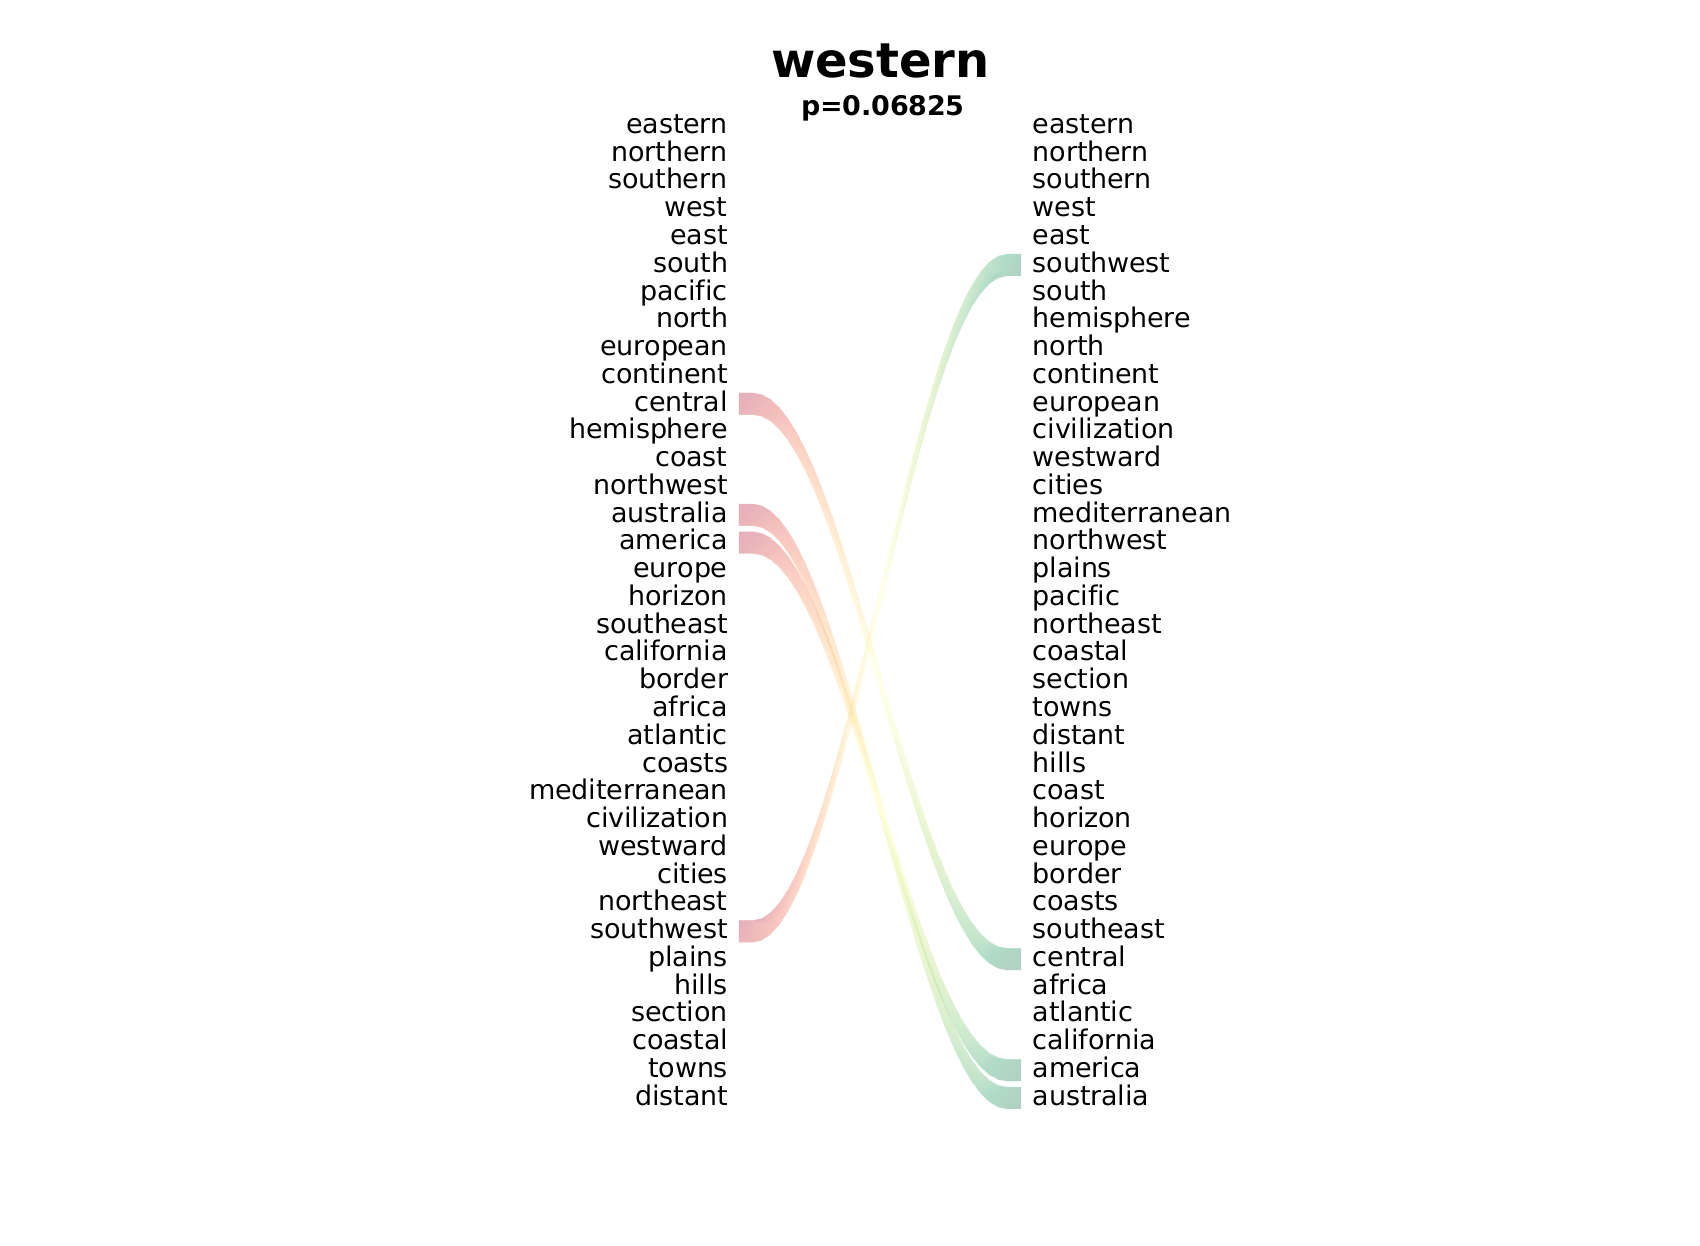 western
p=0.06825
eastern
northern
southern
west
east
south
pacific
north
european
continent
central
hemisphere
coast
northwest
australia
america
europe
horizon
southeast
california
border
africa
atlantic
coasts
mediterranean
civilization
westward
cities
northeast
southwest
plains
hills
section
coastal
towns
distant
eastern
northern
southern
west
east
southwest
south
hemisphere
north
continent
european
civilization
westward
cities
mediterranean
northwest
plains
pacific
northeast
coastal
section
towns
distant
hills
coast
horizon
europe
border
coasts
southeast
central
africa
atlantic
california
america
australia